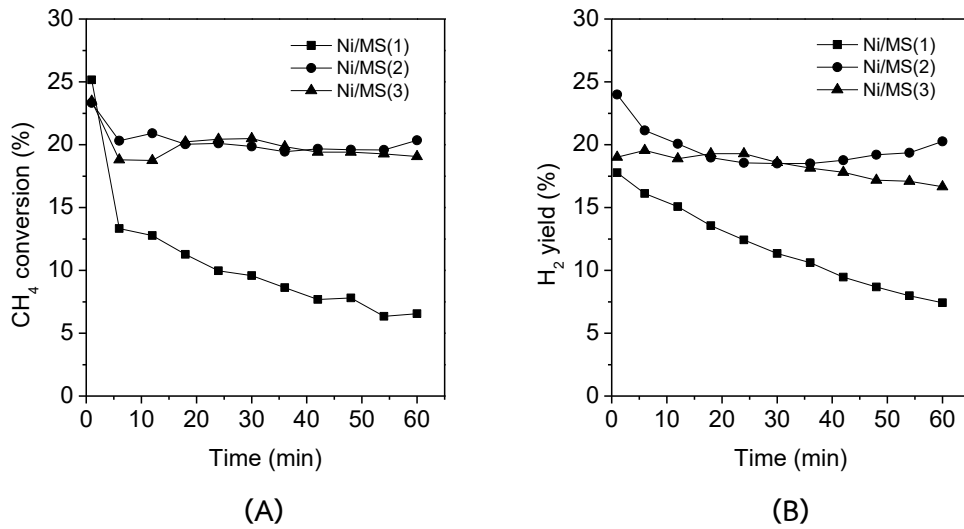 30
25
20
15
10
5
0
CH4 conversion (%)
Ni/MS(1)
Ni/MS(2)
Ni/MS(3)
0 10 20 30 40 50 60
Time (min)
(A)
30
25
20
15
10
5
0
H2 yield (%)
Ni/MS(1)
Ni/MS(2)
Ni/MS(3)
0 10 20 30 40 50 60
Time (min)
(B)